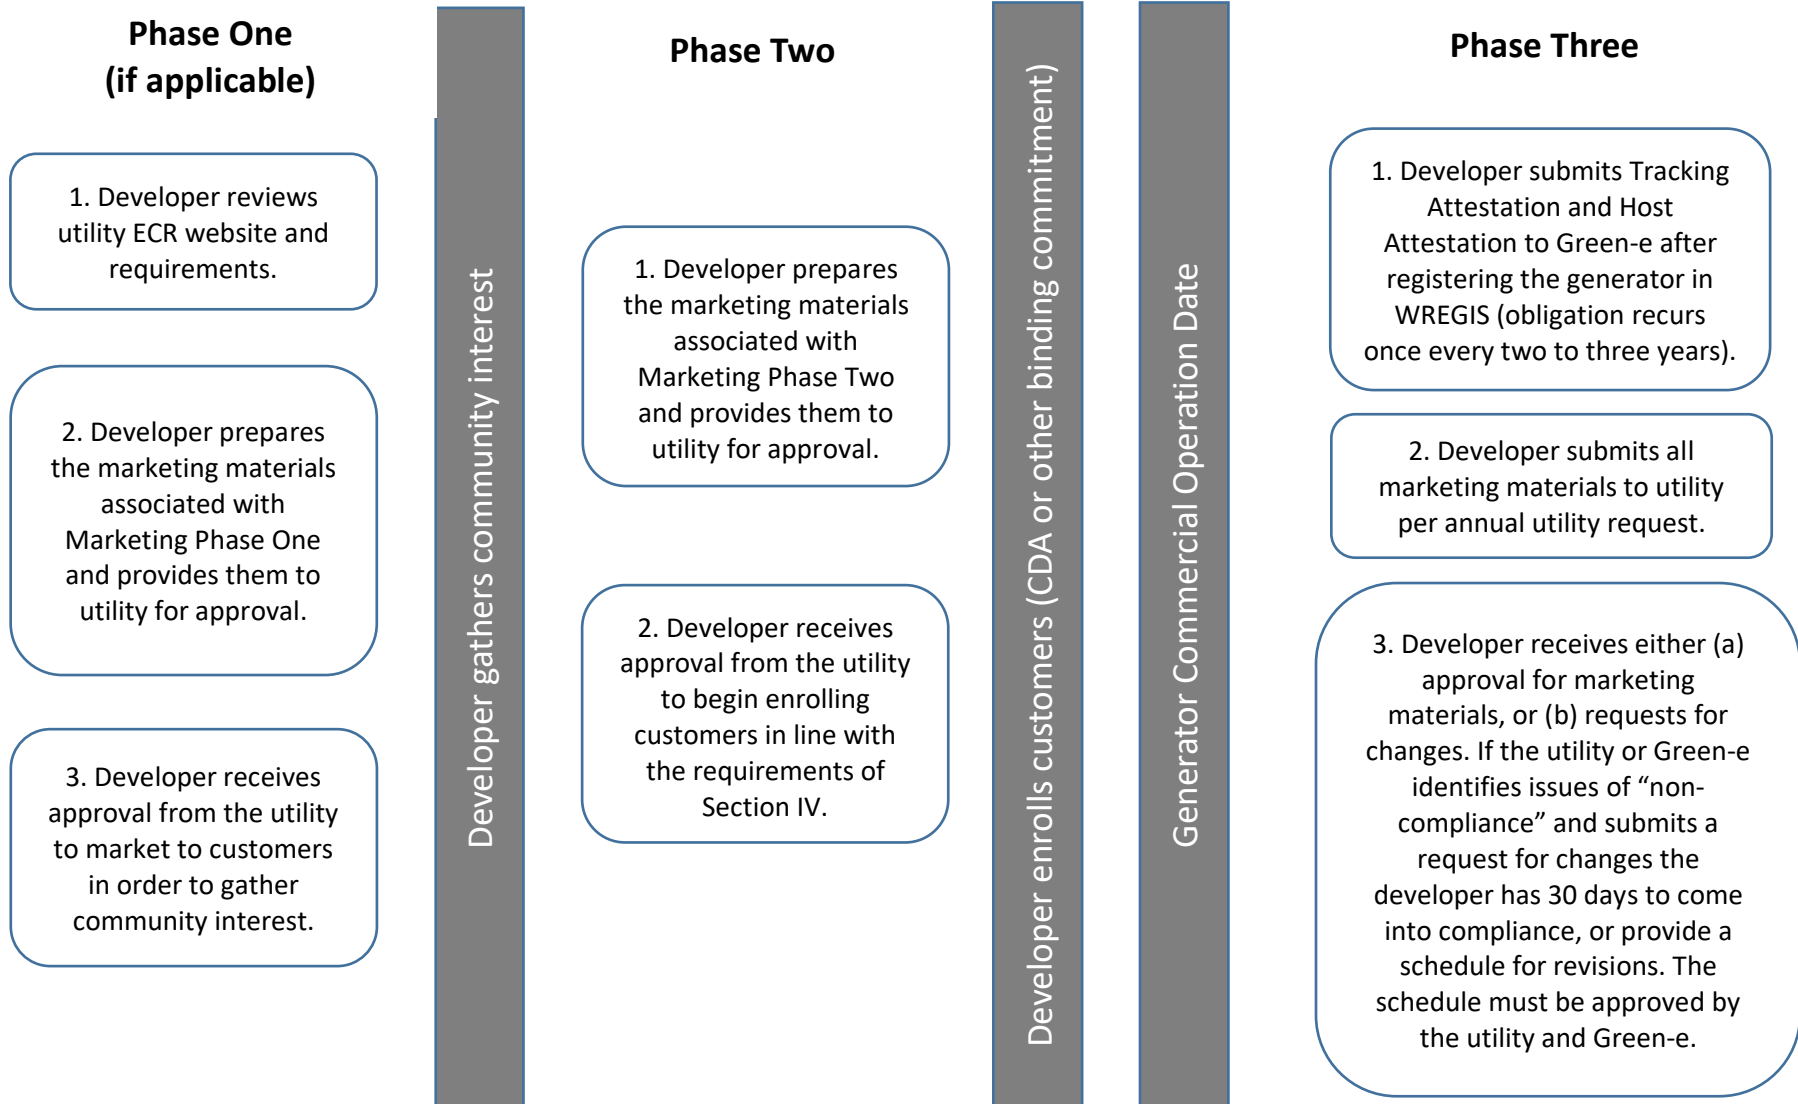 Phase One
(if applicable)
1. Developer reviews
utility ECR website and
requirements.
2. Developer prepares
the marketing materials
associated with
Marketing Phase One
and provides them to
utility for approval.
3. Developer receives
approval from the utility
to market to customers
in order to gather
community interest.
Developer gathers community interest
Phase Two
1. Developer prepares
the marketing materials
associated with
Marketing Phase Two
and provides them to
utility for approval.
2. Developer receives
approval from the utility
to begin enrolling
customers in line with
the requirements of
Section IV.
Developer enrolls customers (CDA or other binding commitment)
Generator Commercial Operation Date
Phase Three
1. Developer submits Tracking
Attestation and Host
Attestation to Green-e after
registering the generator in
WREGIS (obligation recurs
once every two to three years).
2. Developer submits all
marketing materials to utility
per annual utility request.
3. Developer receives either (a)
approval for marketing
materials, or (b) requests for
changes. If the utility or Green-e
identifies issues of “non-
compliance” and submits a
request for changes the
developer has 30 days to come
into compliance, or provide a
schedule for revisions. The
schedule must be approved by
the utility and Green-e.